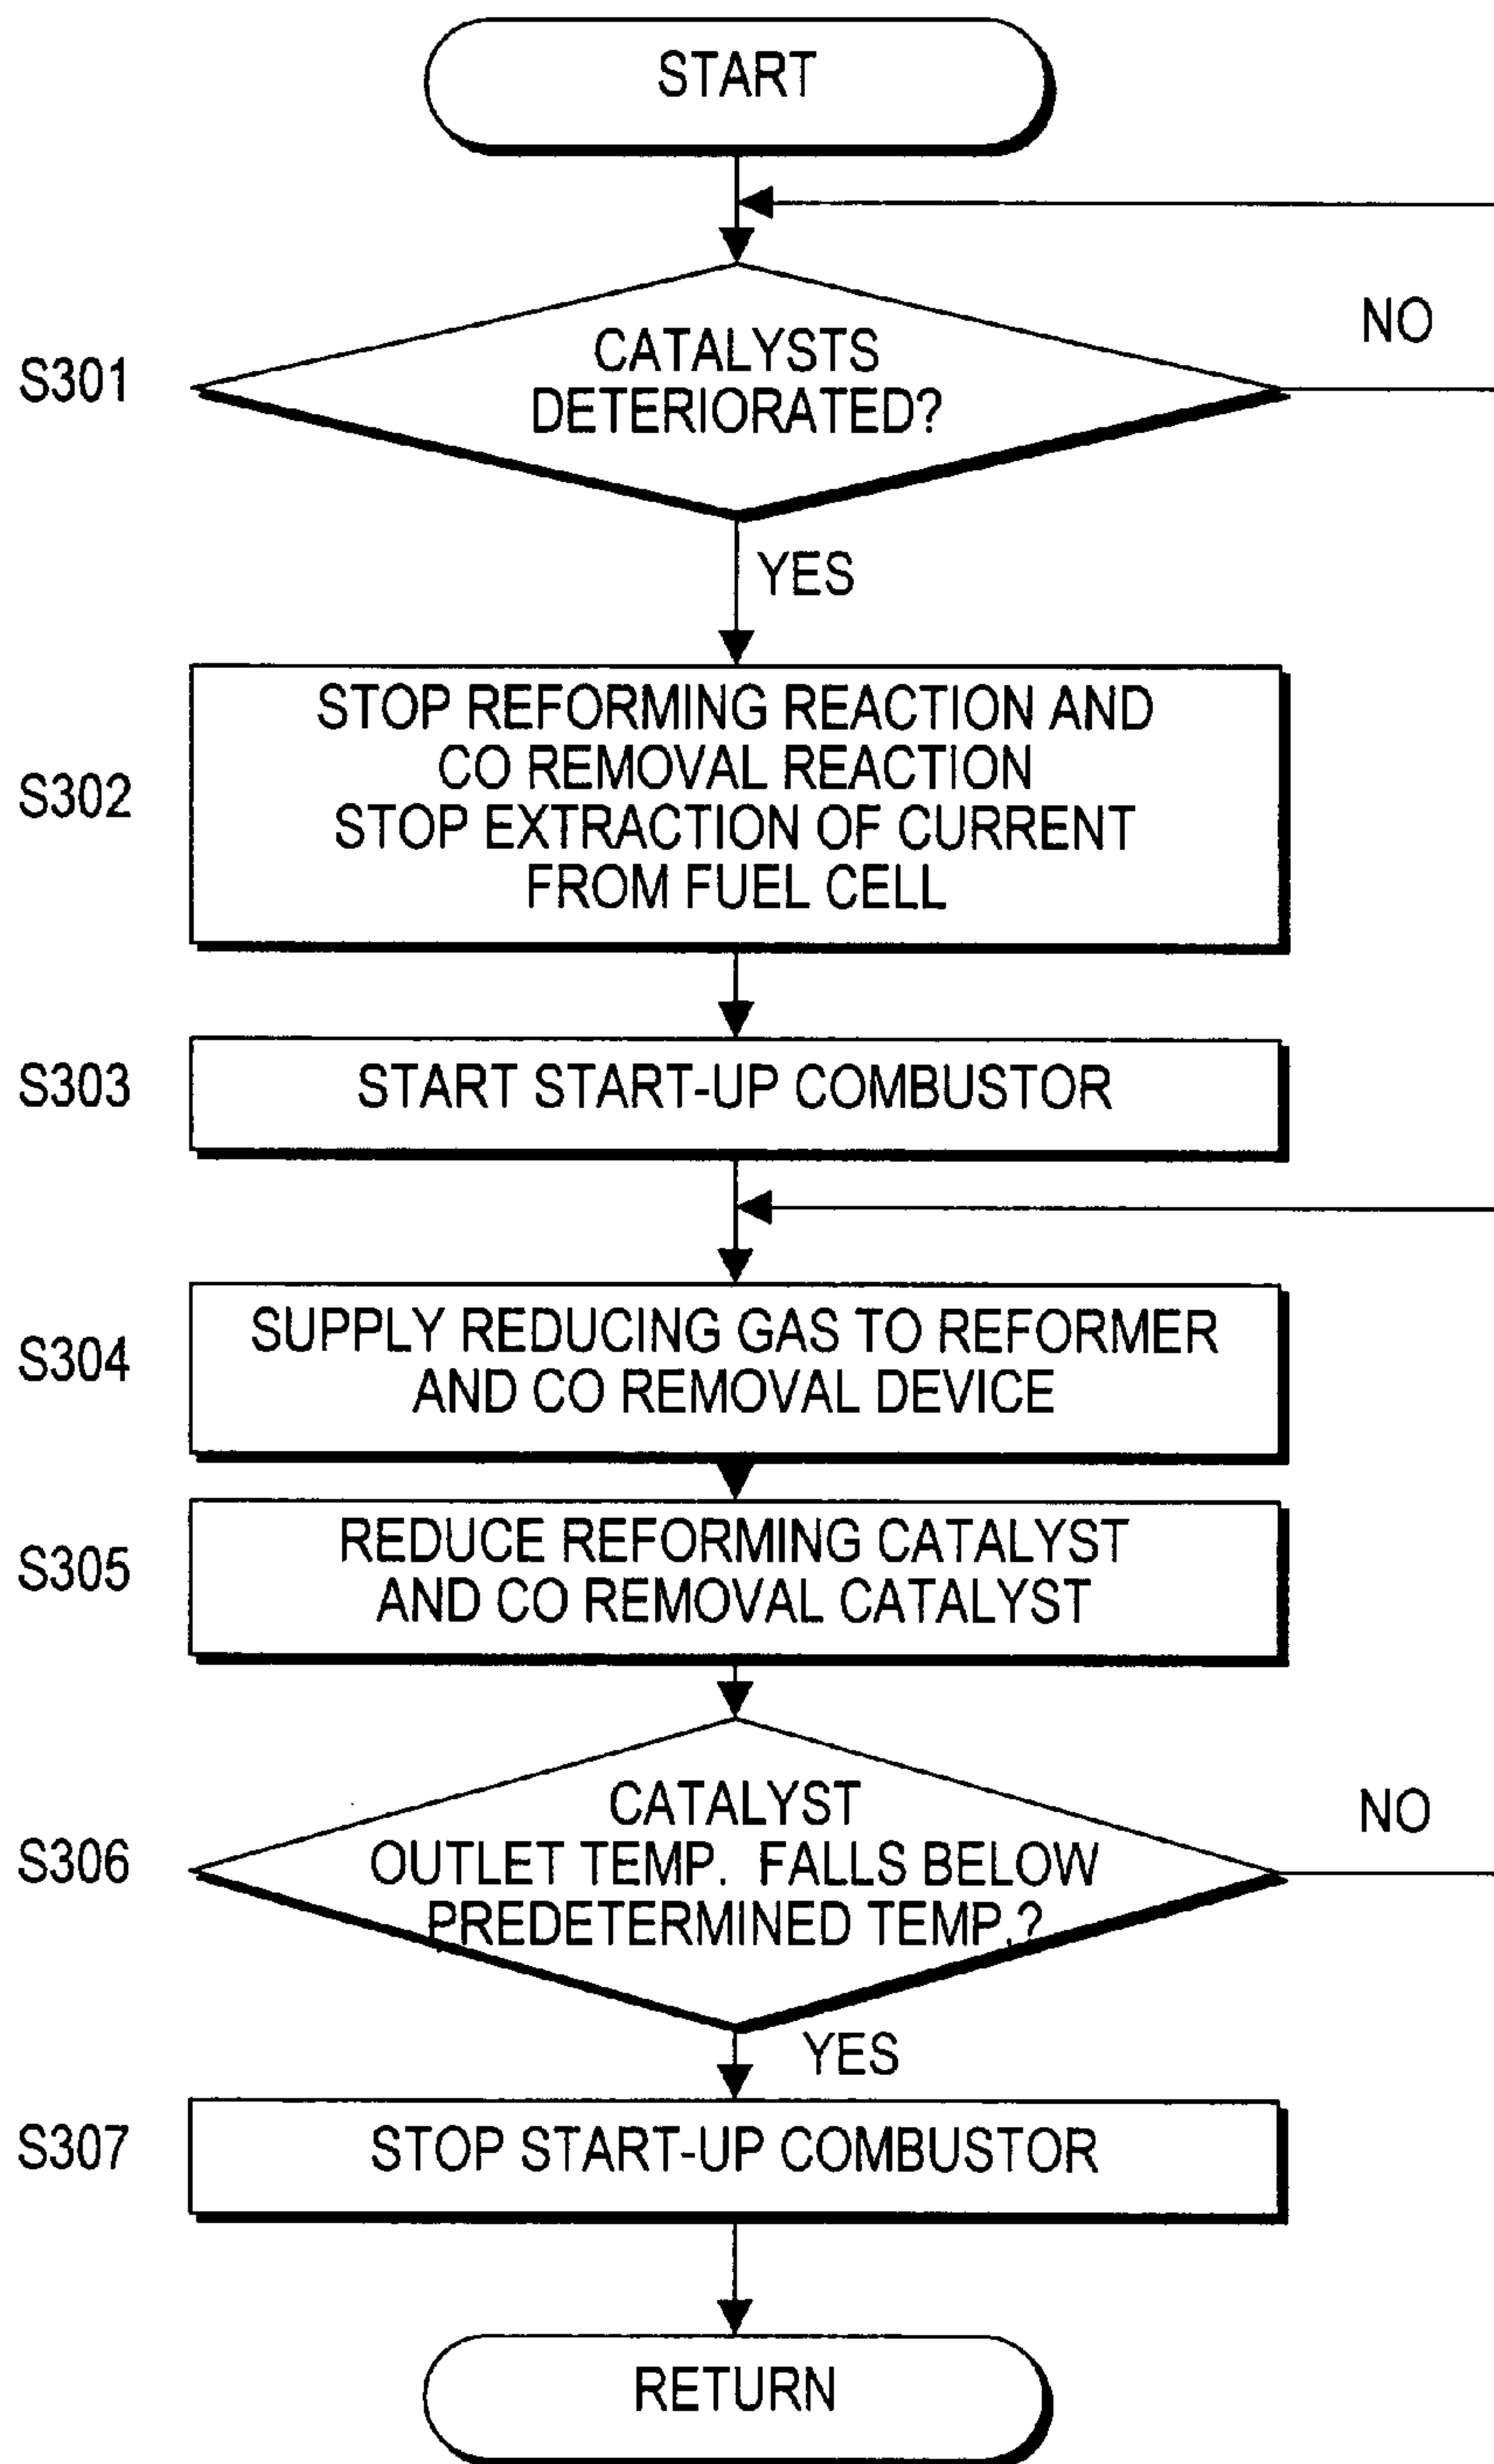 START
NO
S301
CATALYSTS
DETERIORATED?
YES
S302
STOP REFORMING REACTION AND
CO REMOVAL REACTION
STOP EXTRACTION OF CURRENT
FROM FUEL CELL
S303
START START-UP COMBUSTOR
S304
SUPPLY REDUCING GAS TO REFORMER
AND CO REMOVAL DEVICE
S305
REDUCE REFORMING CATALYST
AND CO REMOVAL CATALYST
NO
S306
CATALYST
OUTLET TEMP. FALLS BELOW
PREDETERMINED TEMP.?
YES
S307
STOP START-UP COMBUSTOR
RETURN